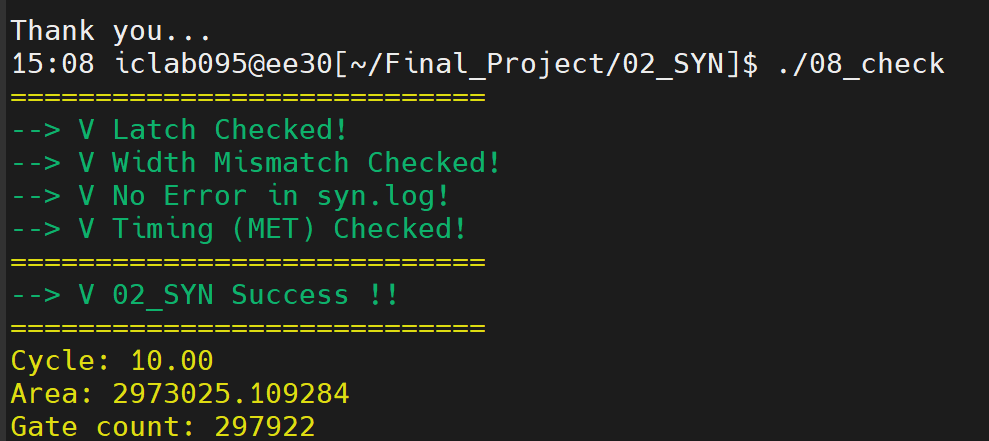 Thank you...
15:08 iclab095@ee30[~/Final_Project/02_SYN]$ ./08_check
============================
--> V Latch Checked!
--> V Width Mismatch Checked!
--> V No Error in syn.log!
--> V Timing (MET) Checked!
============================
--> V 02_SYN Success !!
============================
Cycle: 10.00
Area: 2973025.109284
Gate count: 297922